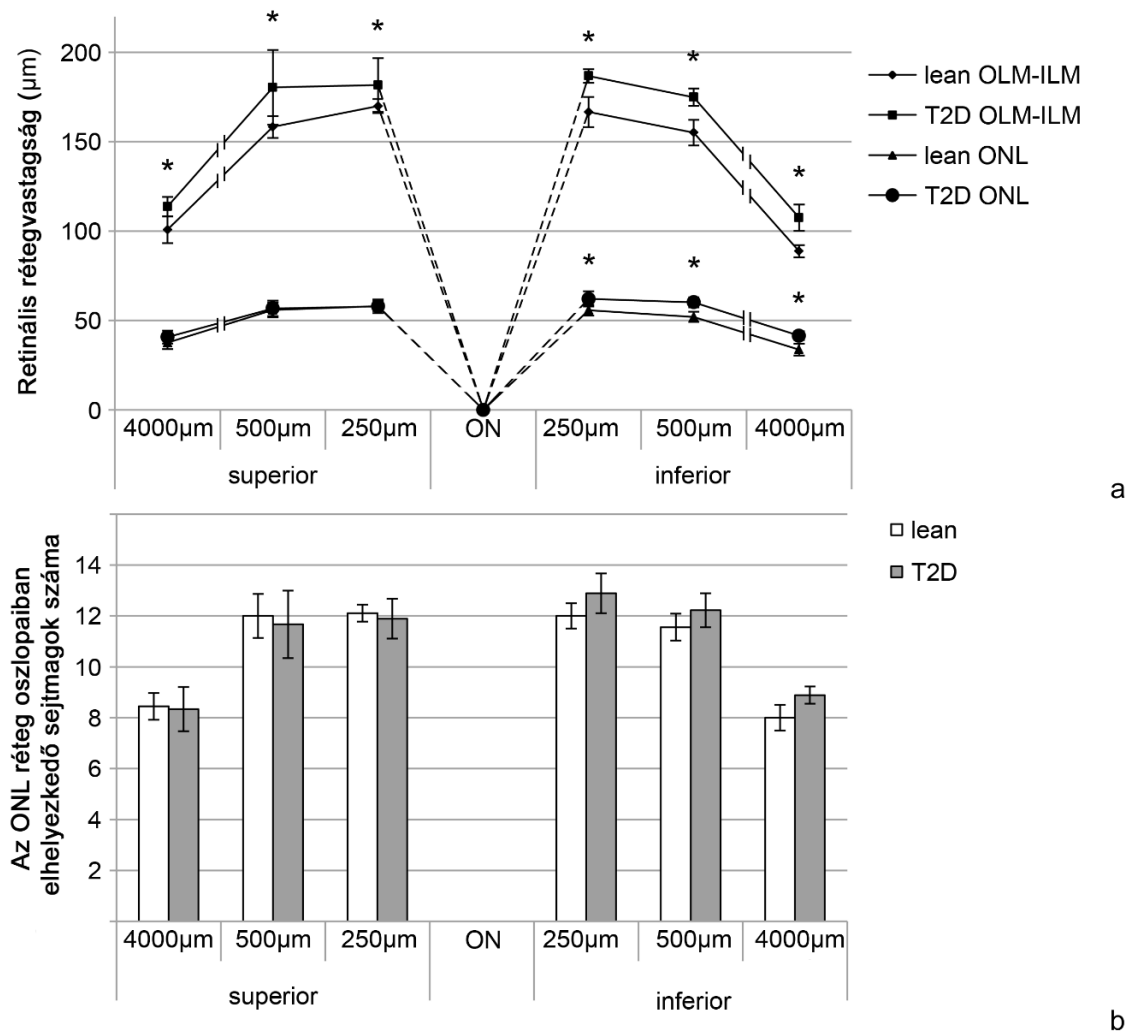 * * * *
200
* *
150
100
50
0
* * *
Retinális rétegvastagság (µm)
lean OLM-ILM
T2D OLM-ILM
lean ONL
T2D ONL
4000µm 500µm 250µm ON 250µm 500µm 4000µm
superior inferior
a
14
12
10
8
6
4
2
Az ONL réteg oszlopaiban
elhelyezkedő sejtmagok száma
lean
T2D
4000µm 500µm 250µm ON 250µm 500µm 4000µm
superior inferior
b